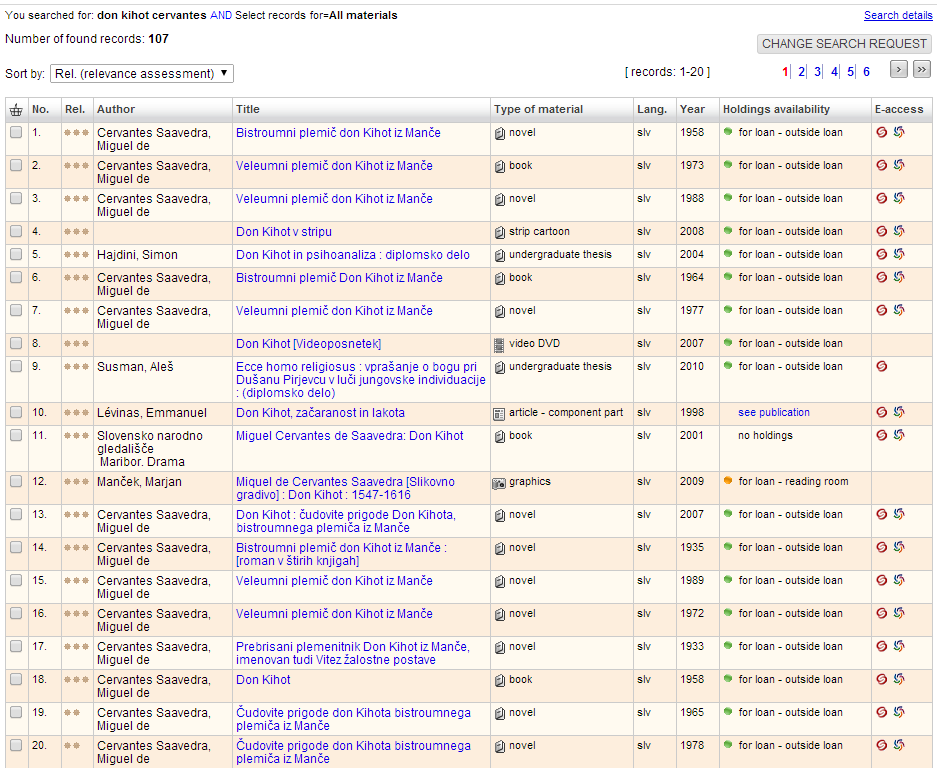 You searched for: don kihot cervantes AND Select records for=All materials
Search details
Number of found records: 107
CHANGE SEARCH REQUEST
Sort by: Rel. (relevance assessment) ▼
[ records: 1-20 ]
1| 2| 3| 4| 5| 6 > >>
No. Rel. Author Title Type of material Lang. Year Holdings availability E-access
1. Cervantes Saavedra, Bistroumni plemič don Kihot iz Manče novel slv 1958 for loan - outside loan
Miguel de
2. Cervantes Saavedra, Veleumni plemič don Kihot iz Manče book slv 1973 for loan - outside loan
Miguel de
3. Cervantes Saavedra, Veleumni plemič don Kihot iz Manče novel slv 1988 for loan - outside loan
Miguel de
4. Don Kihot v stripu strip cartoon slv 2008 for loan - outside loan
5. Hajdini, Simon Don Kihot in psihoanaliza : diplomsko delo undergraduate thesis slv 2004 for loan - outside loan
6. Cervantes Saavedra, Bistroumni plemič Don Kihot iz Manče book slv 1964 for loan - outside loan
Miguel de
7. Cervantes Saavedra, Veleumni plemič don Kihot iz Manče novel slv 1977 for loan - outside loan
Miguel de
8. Don Kihot [Videoposnetek] video DVD slv 2007 for loan - outside loan
9. Susman, Aleš Ecce homo religiosus : vprašanje o bogu pri undergraduate thesis slv 2010 for loan - outside loan
Dušanu Pirjevcu v luči jungovske individuacije
: (diplomsko delo)
10. Lévinas, Emmanuel Don Kihot, začaranost in lakota article - component part slv 1998 see publication
11. Slovensko narodno Miguel Cervantes de Saavedra: Don Kihot book slv 2001 no holdings
gledališče
Maribor. Drama
12. Manček, Marjan Miquel de Cervantes Saavedra [Slikovno graphics slv 2009 for loan - reading room
gradivo] : Don Kihot : 1547-1616
13. Cervantes Saavedra, Don Kihot : čudovite prigode Don Kihota, novel slv 2007 for loan - outside loan
Miguel de bistroumnega plemiča iz Manče
14. Cervantes Saavedra, Bistroumni plemič don Kihot iz Manče : novel slv 1935 for loan - outside loan
Miguel de [roman v štirih knjigah]
15. Cervantes Saavedra, Veleumni plemič don Kihot iz Manče novel slv 1989 for loan - outside loan
Miguel de
16. Cervantes Saavedra, Veleumni plemič don Kihot iz Manče novel slv 1972 for loan - outside loan
Miguel de
17. Cervantes Saavedra, Prebrisani plemenitnik Don Kihot iz Manče, novel slv 1933 for loan - outside loan
Miguel de imenovan tudi Vitez žalostne postave
18. Cervantes Saavedra, Don Kihot book slv 1958 for loan - outside loan
Miguel de
19. Cervantes Saavedra, Čudovite prigode don Kihota bistroumnega novel slv 1965 for loan - outside loan
Miguel de plemiča iz Manče
20. Cervantes Saavedra, Čudovite prigode don Kihota bistroumnega novel slv 1978 for loan - outside loan
Miguel de plemiča iz Manče